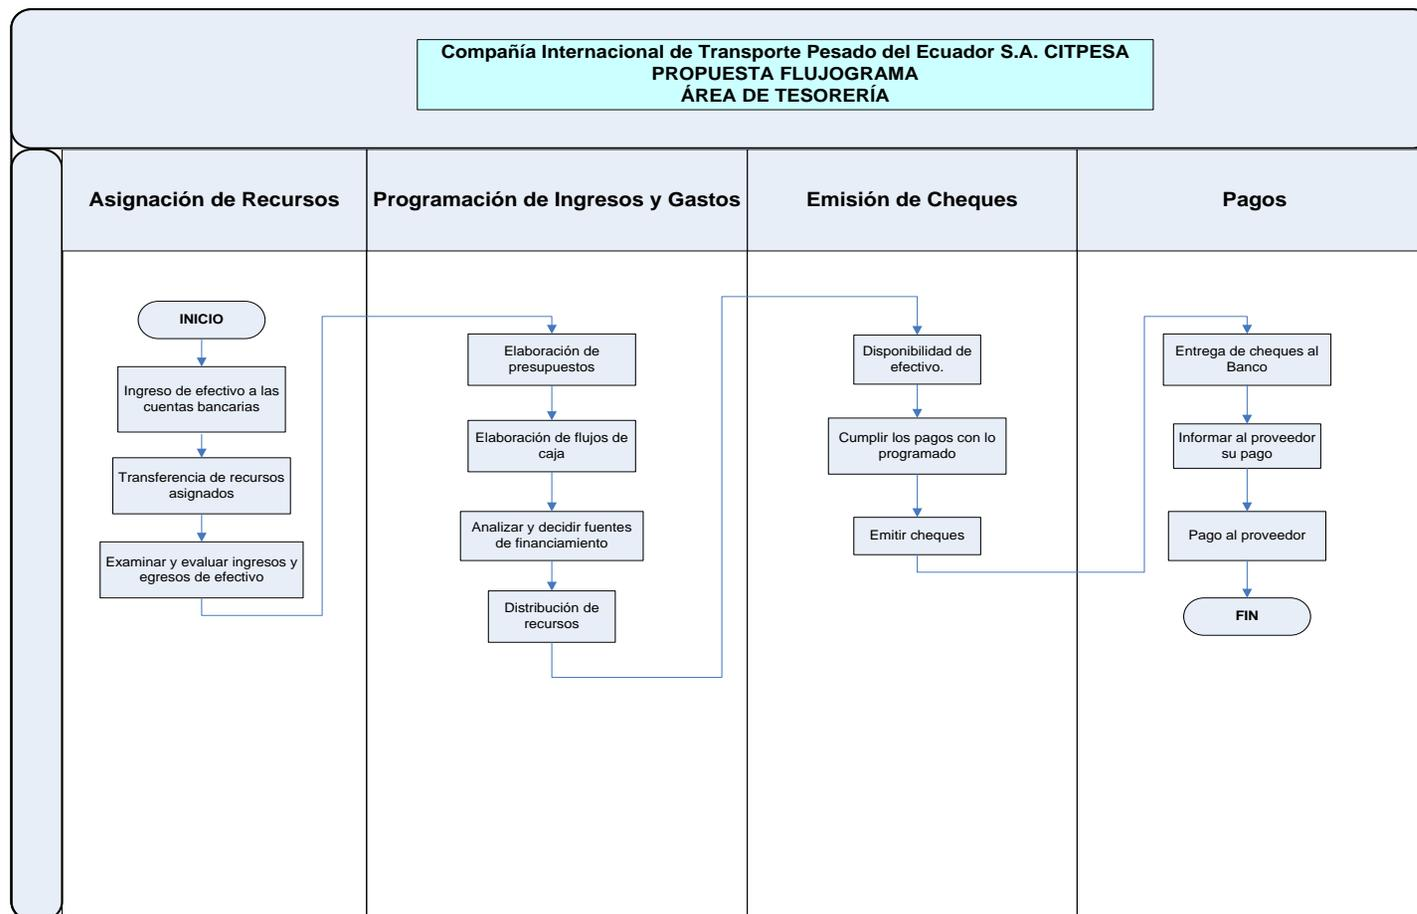 Compañía Internacional de Transporte Pesado del Ecuador S.A. CITPESA
PROPUESTA FLUJOGRAMA
ÁREA DE TESORERÍA
Asignación de Recursos
Programación de Ingresos y Gastos
Emisión de Cheques
Pagos
INICIO
Ingreso de efectivo a las
cuentas bancarias
Transferencia de recursos
asignados
Examinar y evaluar ingresos y
egresos de efectivo
Elaboración de
presupuestos
Elaboración de flujos de
caja
Analizar y decidir fuentes
de financiamiento
Distribución de
recursos
Disponibilidad de
efectivo.
Cumplir los pagos con lo
programado
Emitir cheques
Entrega de cheques al
Banco
Informar al proveedor
su pago
Pago al proveedor
FIN